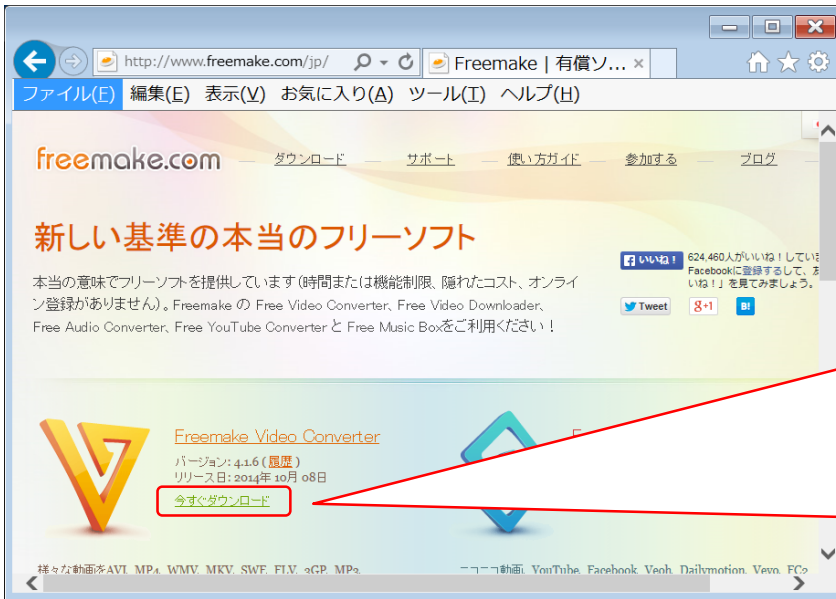 http://www.freemake.com/jp/
Freemake | 有償ソ... ×
ファイル(F) 編集(E) 表示(V) お気に入り(A) ツール(T) ヘルプ(H)
freemake.com ダウンロード サポート 使い方ガイド 参加する ブログ
新しい基準の本当のフリーソフト
いいね！ 624,460人がいいね！していま
Facebookに登録するして、友
いね！」を見てみましょう。
Tweet g+1 B!
本当の意味でフリーソフトを提供しています(時間または機能制限、隠れたコスト、オンライ
ン登録がありません)。Freemake の Free Video Converter、Free Video Downloader、
Free Audio Converter、Free YouTube Converter と Free Music Boxをご利用ください！
Freemake Video Converter
バージョン: 4.1.6 ( 履歴 )
リリース日: 2014年 10月 08日
今すぐダウンロード
様々な動画をAVI, MP4, WMV, MKV, SWF, FLV, 3GP, MP3,
ニコニコ動画, YouTube, Facebook, Veoh, Dailymotion, Vevo, FC2